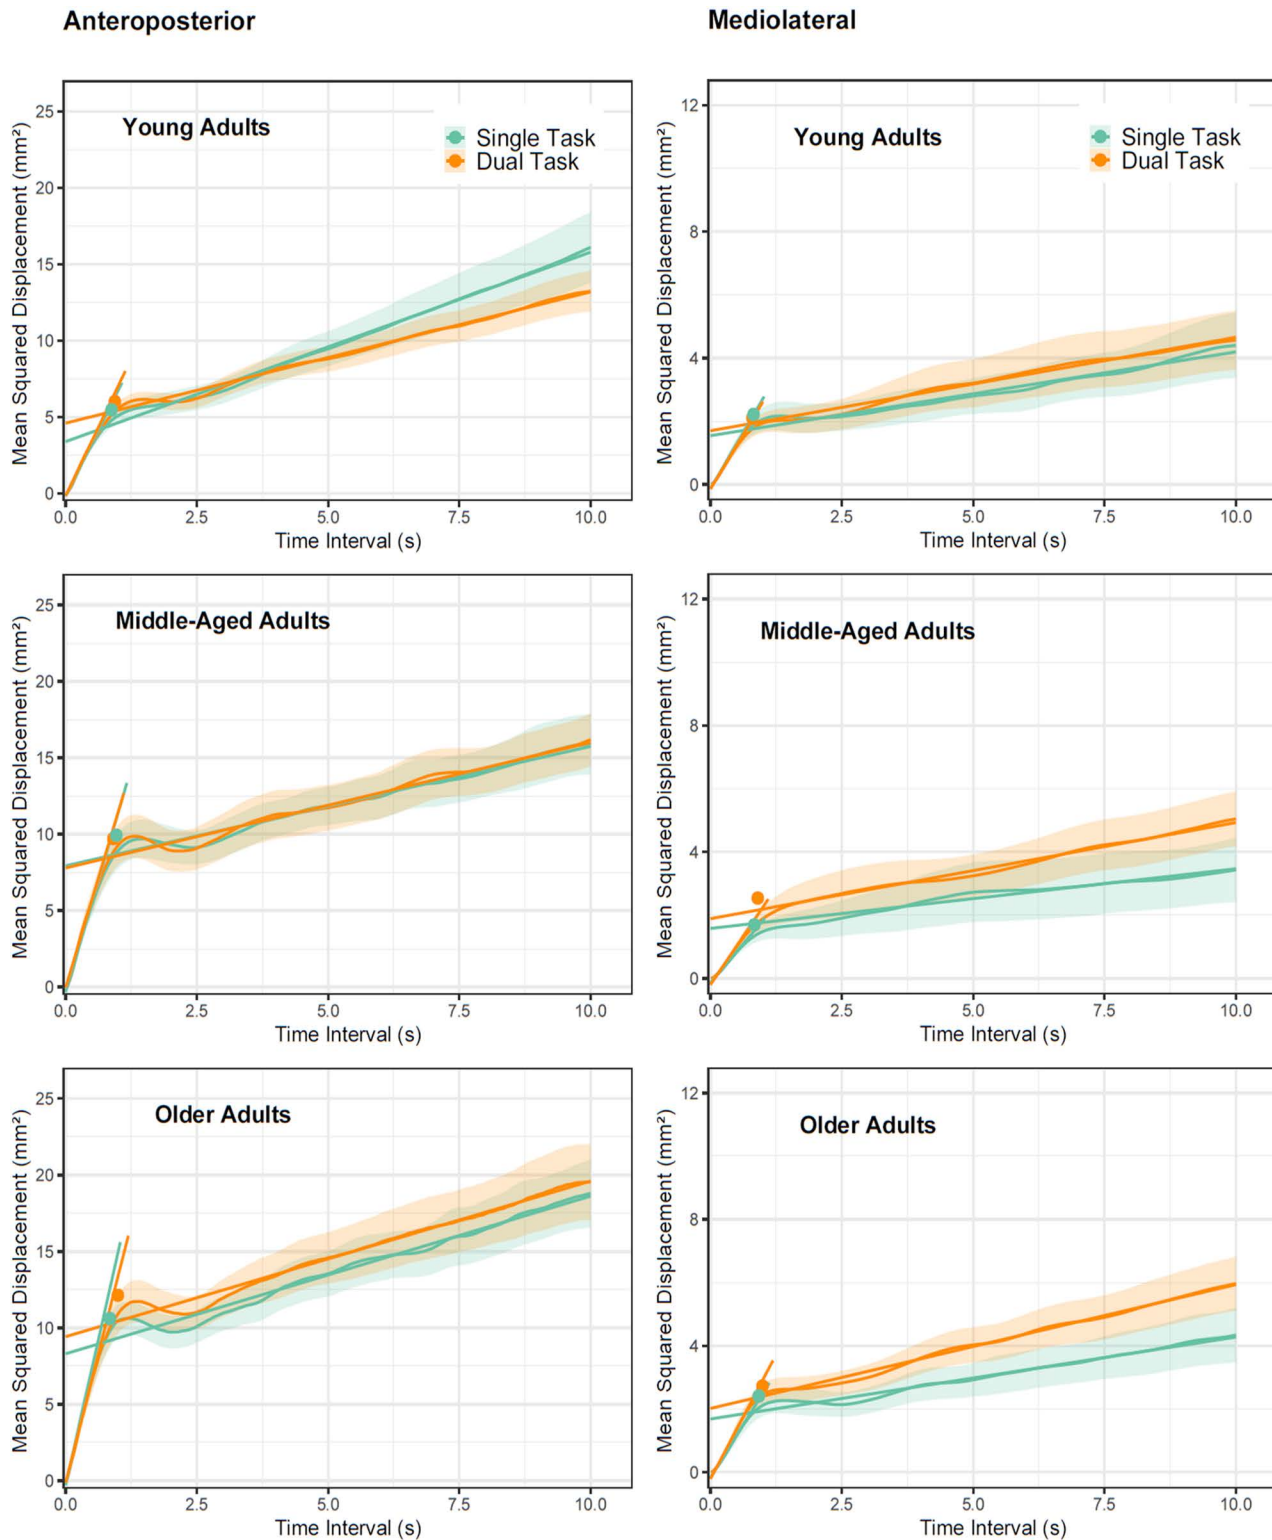 Anteroposterior
Mediolateral
Mean Squared Displacement (mm²)
Young Adults
Single Task
Dual Task
25
20
15
10
5
0
0.0 2.5 5.0 7.5 10.0
Time Interval (s)
Mean Squared Displacement (mm²)
Young Adults
Single Task
Dual Task
12
8
4
0
0.0 2.5 5.0 7.5 10.0
Time Interval (s)
Mean Squared Displacement (mm²)
Middle-Aged Adults
25
20
15
10
5
0
0.0 2.5 5.0 7.5 10.0
Time Interval (s)
Mean Squared Displacement (mm²)
Middle-Aged Adults
12
8
4
0
0.0 2.5 5.0 7.5 10.0
Time Interval (s)
Mean Squared Displacement (mm²)
Older Adults
25
20
15
10
5
0
0.0 2.5 5.0 7.5 10.0
Time Interval (s)
Mean Squared Displacement (mm²)
Older Adults
12
8
4
0
0.0 2.5 5.0 7.5 10.0
Time Interval (s)